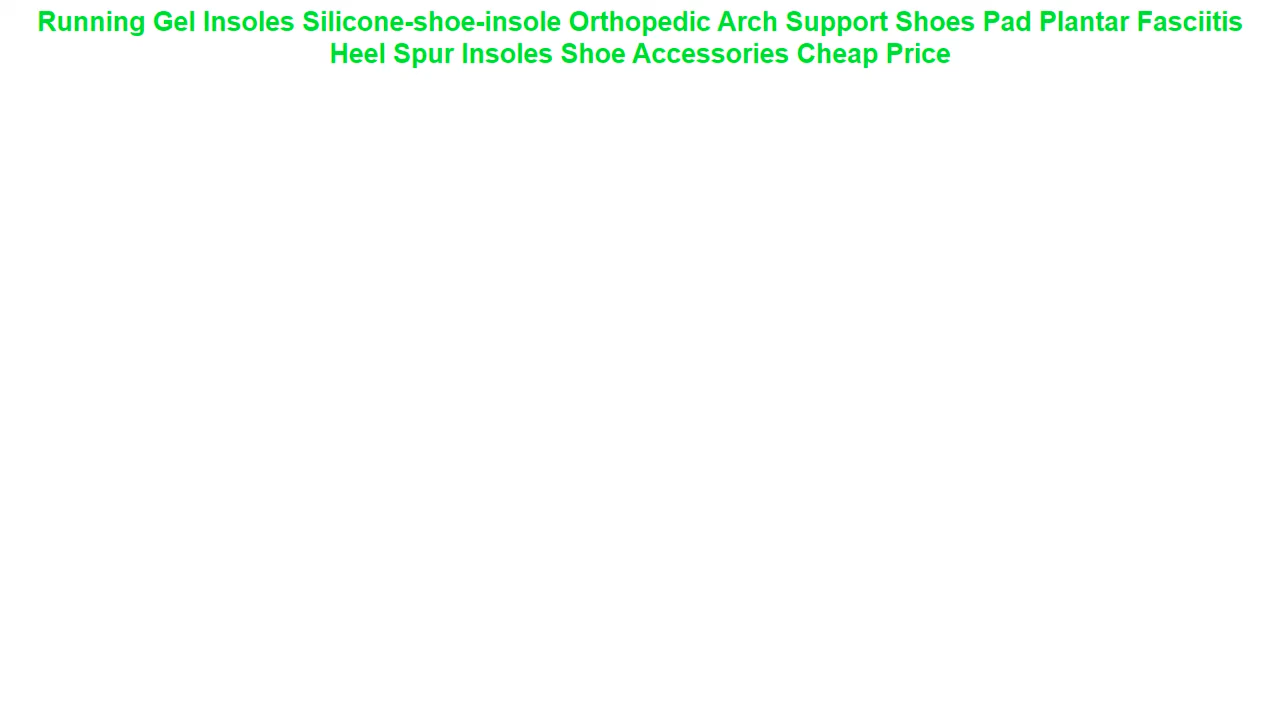 Running Gel Insoles Silicone-shoe-insole Orthopedic Arch Support Shoes Pad Plantar Fasciitis
Heel Spur Insoles Shoe Accessories Cheap Price